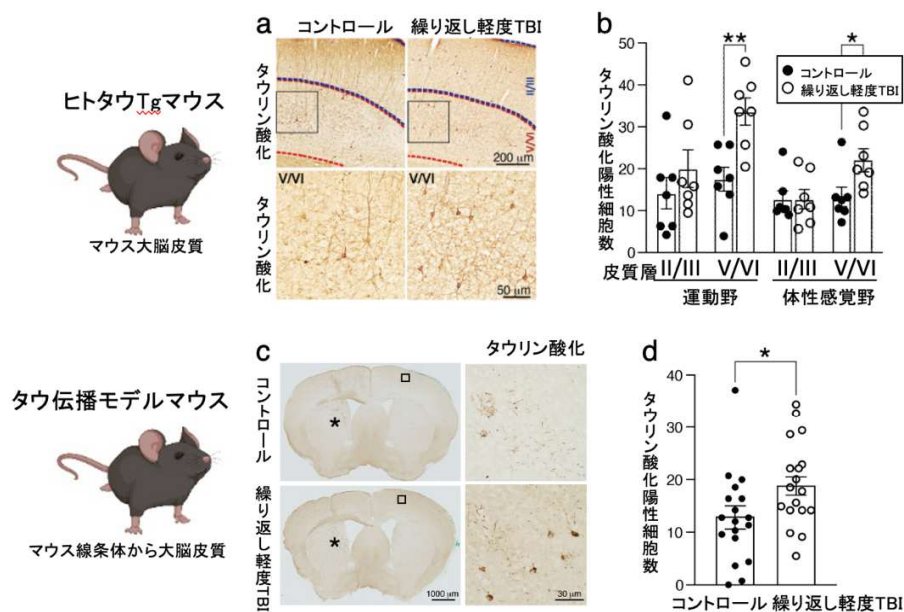 ヒトタウTgマウス
マウス大脳皮質
a
コントロール 繰り返し軽度TBI
タウリン酸化
II/III
V/VI
200 μm
タウリン酸化
V/VI
V/VI
50 μm
b
タウリン酸化陽性細胞数
50
40
30
20
10
0
**
*
コントロール
繰り返し軽度TBI
皮質層 II/III V/VI II/III V/VI
運動野 体性感覚野
タウ伝播モデルマウス
マウス線条体から大脳皮質
c
タウリン酸化
コントロール
*
繰り返し軽度TBI
*
1000 μm
30 μm
d
タウリン酸化陽性細胞数
40
30
20
10
0
*
コントロール 繰り返し軽度TBI